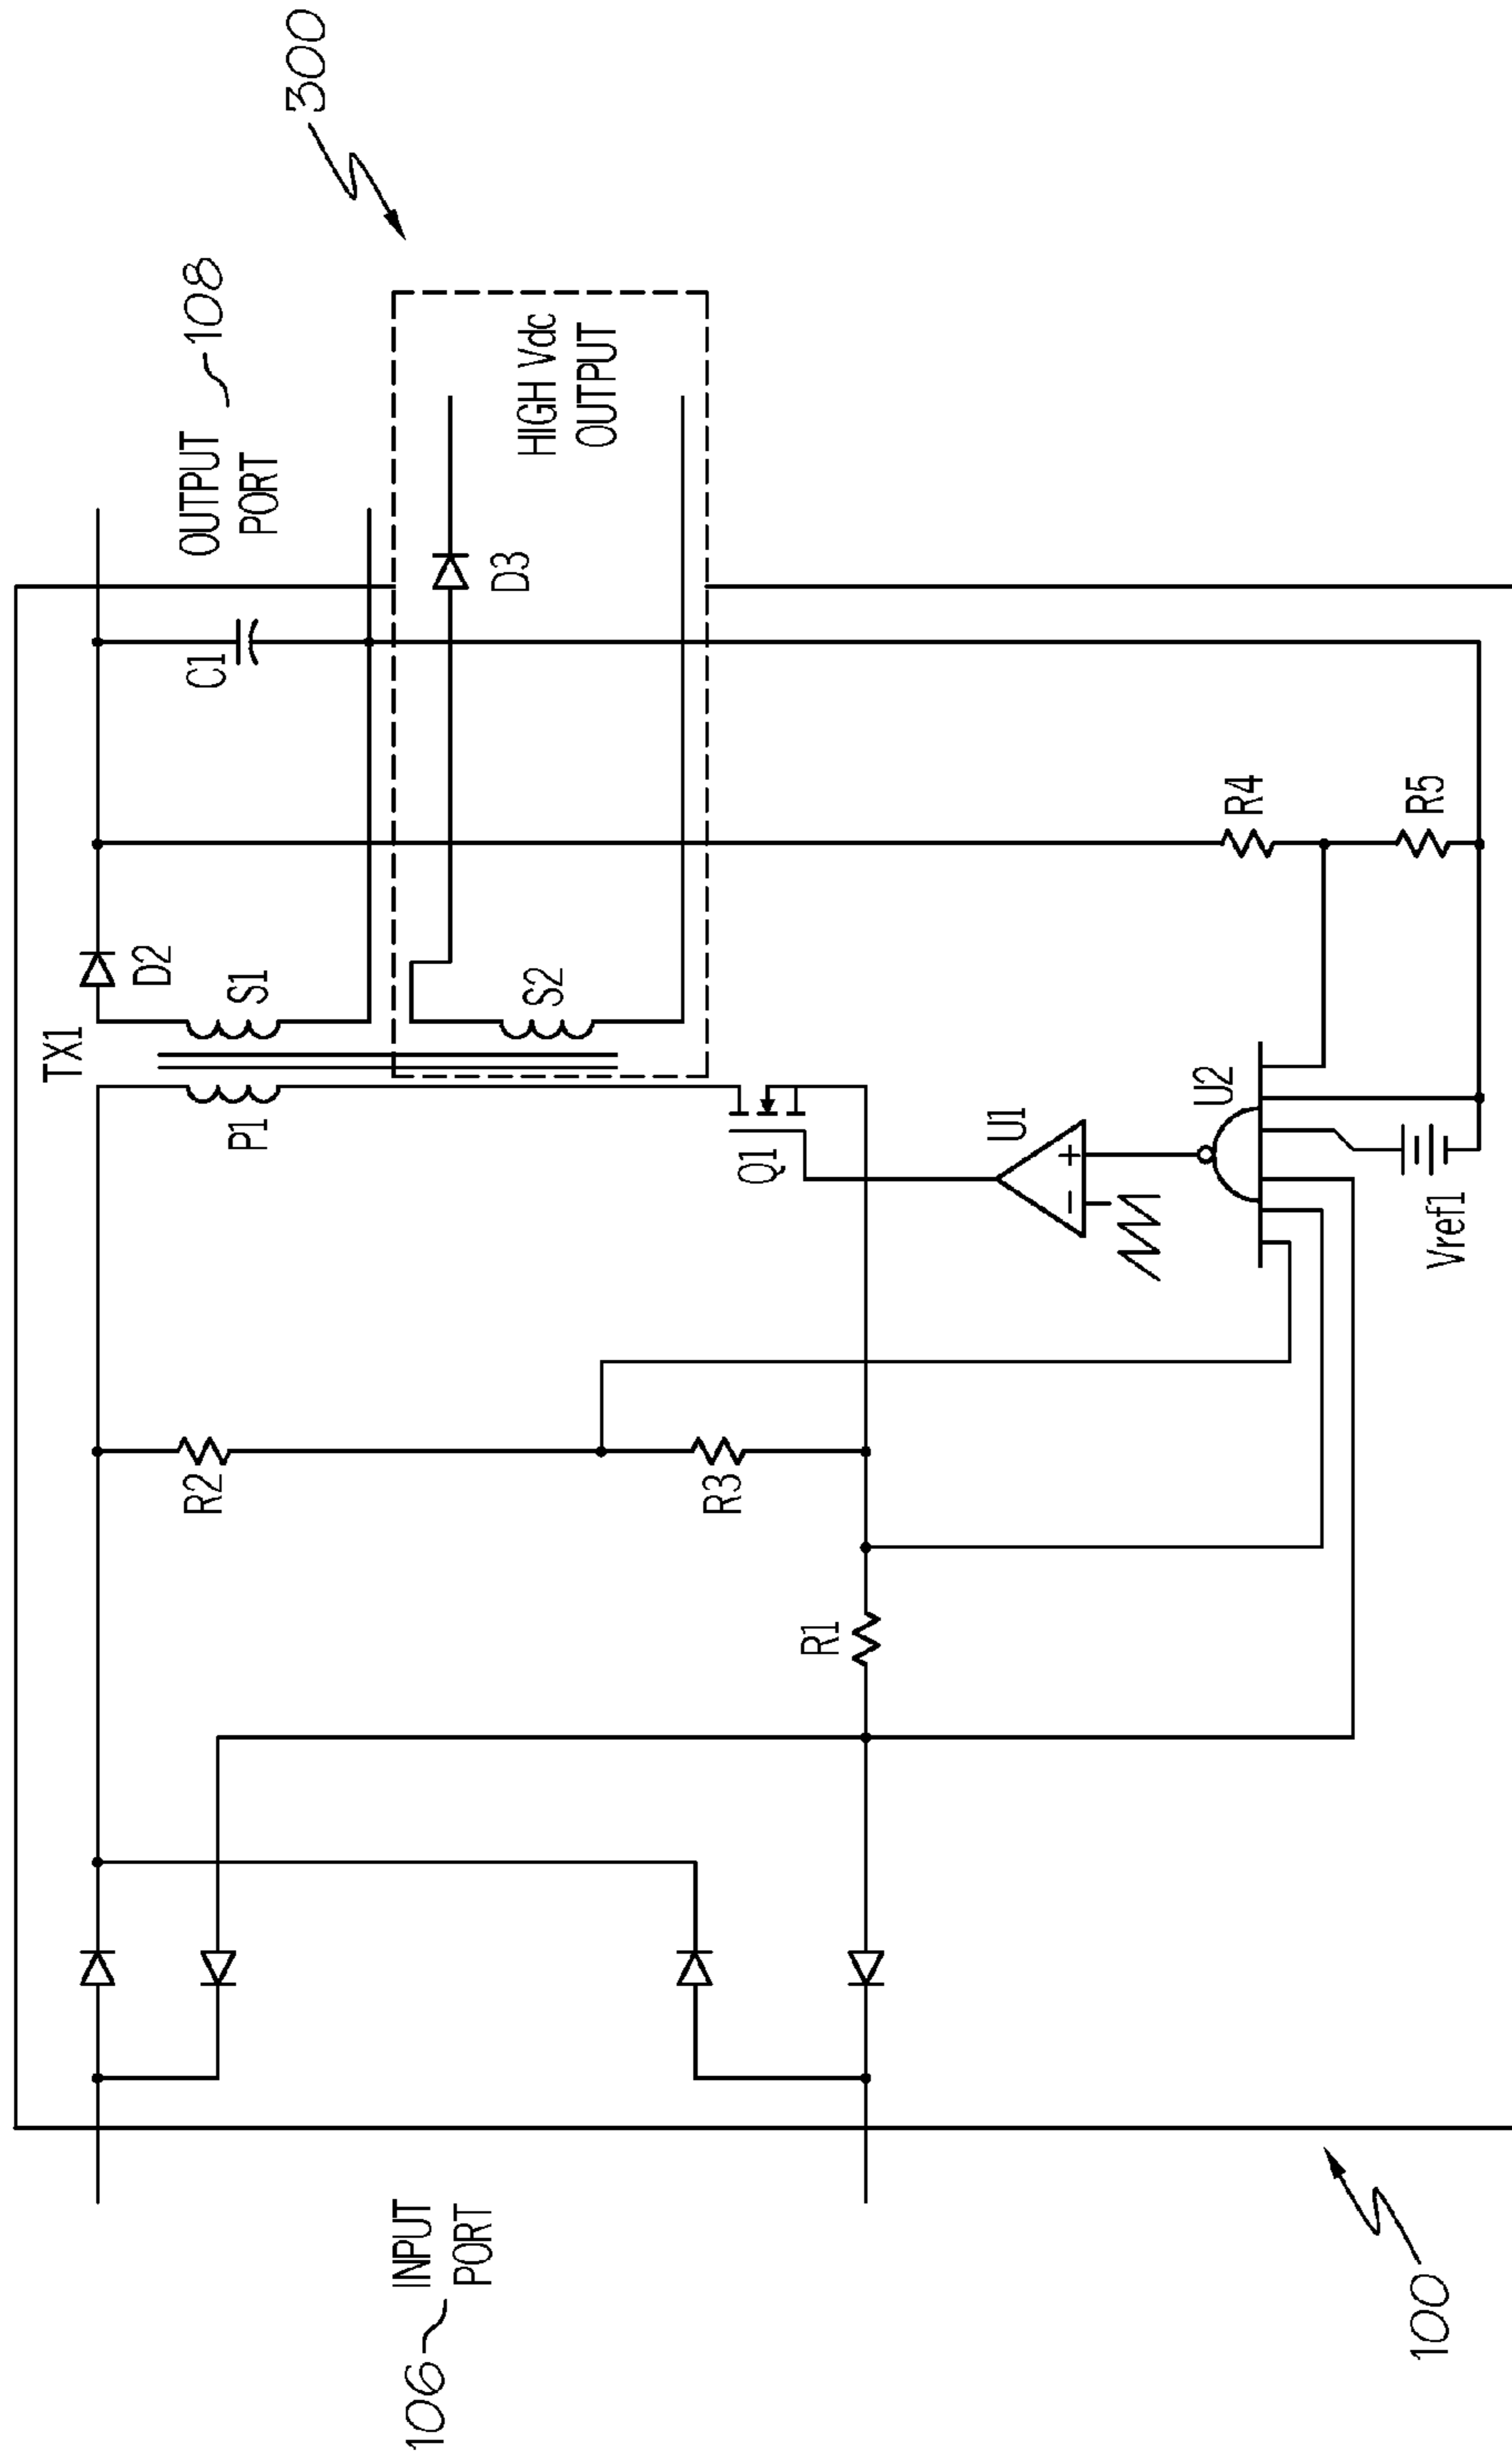 300
OUTPUT
PORT
108
HIGH Vdc
OUTPUT
TX1
D2
S1
C1
D3
S2
P1
Q1
U1
+
−
U2
R4
R5
Vref1
R2
R3
R1
106
INPUT
PORT
100